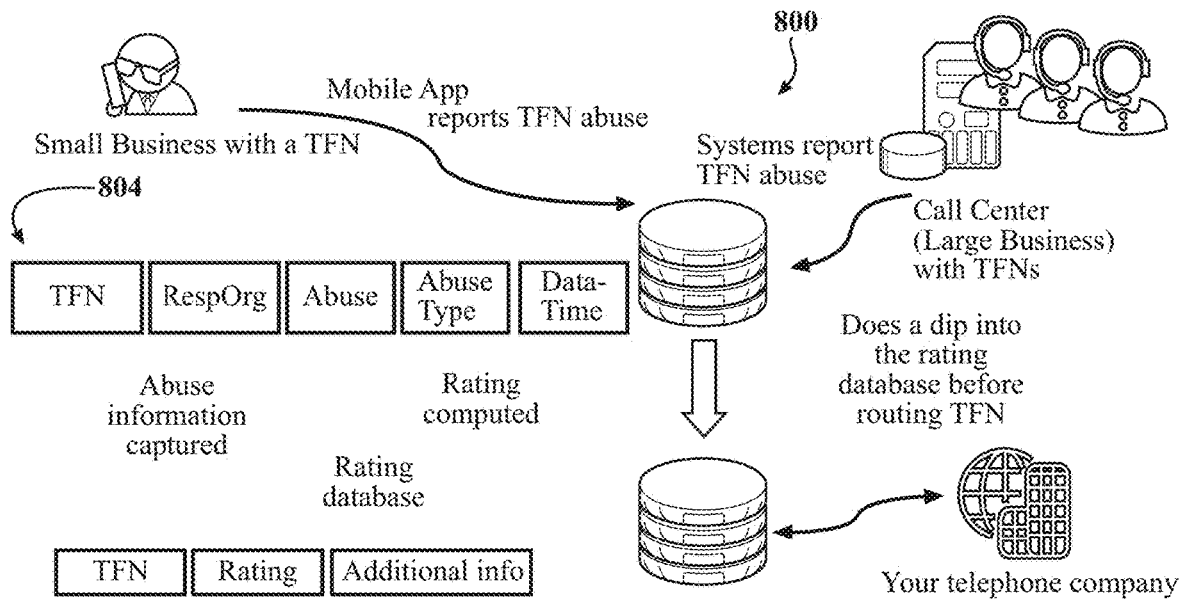 800
Mobile App
reports TFN abuse
Small Business with a TFN
Systems report
TFN abuse
804
Call Center
(Large Business)
with TFNs
TFN
RespOrg
Abuse
Abuse
Type
Data-
Time
Does a dip into
the rating
database before
routing TFN
Abuse
information
captured
Rating
computed
Rating
database
TFN
Rating
Additional info
Your telephone company